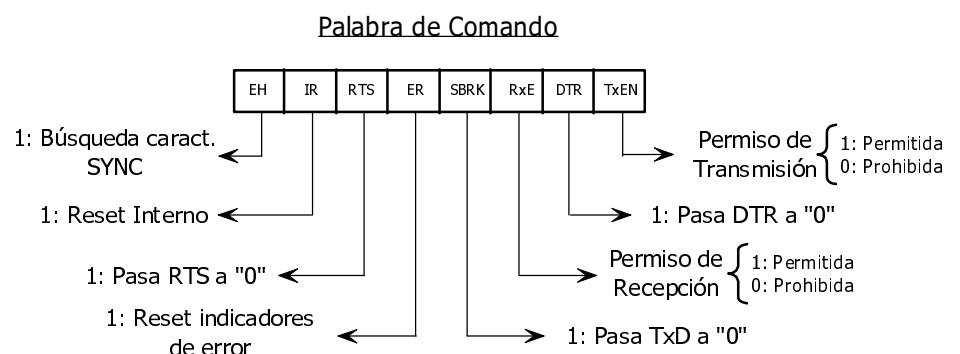 Palabra de Comando
EH IR RTS ER SBRK RxE DTR TxEN
1: Búsqueda caract.
SYNC
Permiso de
Transmisión
1: Permitida
0: Prohibida
1: Reset Interno
1: Pasa DTR a "0"
1: Pasa RTS a "0"
Permiso de
Recepción
1: Permitida
0: Prohibida
1: Reset indicadores
de error
1: Pasa TxD a "0"